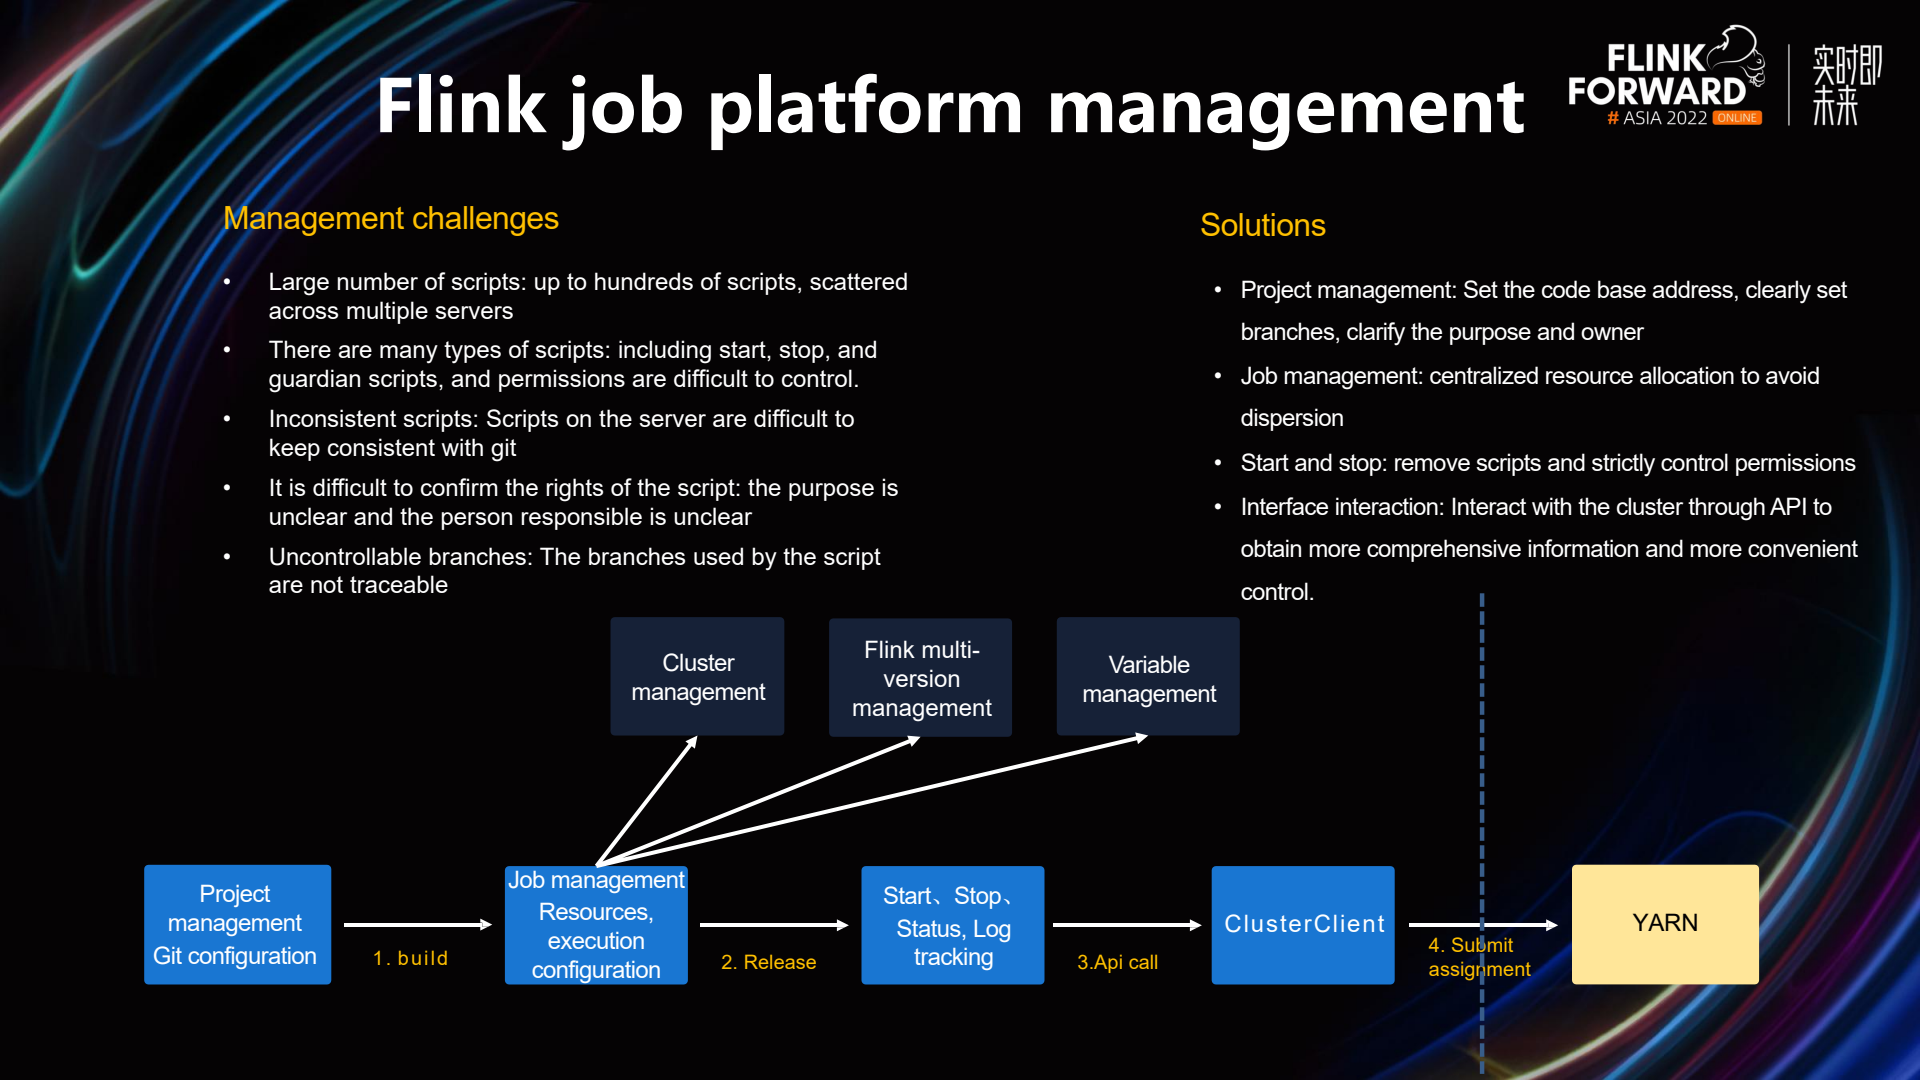 Flink job platform management
FLINK
FORWARD
# ASIA 2022 ONLINE
实时即
未来
Management challenges
• Large number of scripts: up to hundreds of scripts, scattered
across multiple servers
• There are many types of scripts: including start, stop, and
guardian scripts, and permissions are difficult to control.
• Inconsistent scripts: Scripts on the server are difficult to
keep consistent with git
• It is difficult to confirm the rights of the script: the purpose is
unclear and the person responsible is unclear
• Uncontrollable branches: The branches used by the script
are not traceable
Solutions
• Project management: Set the code base address, clearly set
branches, clarify the purpose and owner
• Job management: centralized resource allocation to avoid
dispersion
• Start and stop: remove scripts and strictly control permissions
• Interface interaction: Interact with the cluster through API to
obtain more comprehensive information and more convenient
control.
Cluster
management
Flink multi-
version
management
Variable
management
Project
management
Git configuration
1. build
Job management
Resources,
execution
configuration
2. Release
Start、Stop、
Status, Log
tracking
3.Api call
ClusterClient
4. Submit
assignment
YARN